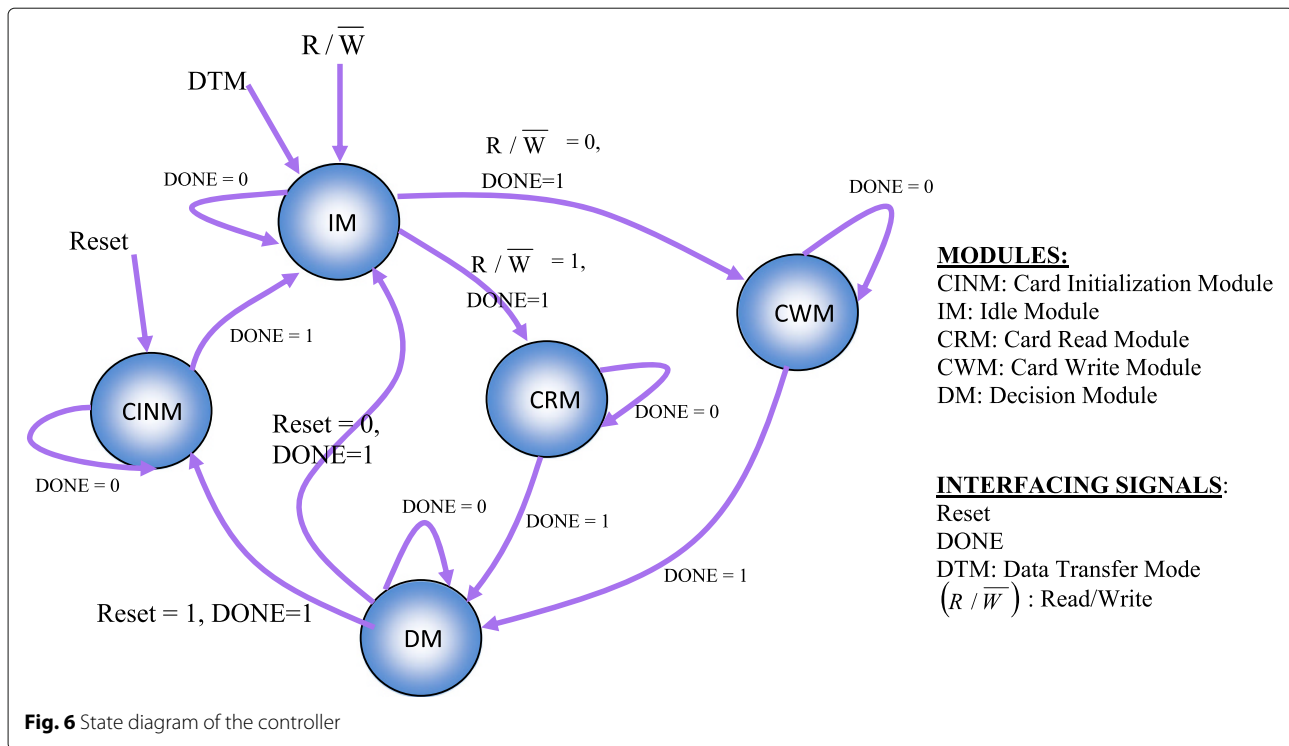 R / W̅
DTM
R / W̅ = 0,
DONE=1
DONE = 0
DONE = 0
IM
Reset
R / W̅ = 1,
DONE=1
CWM
DONE = 1
CRM
CINM
DONE = 0
Reset = 0,
DONE=1
DONE = 0
DONE = 0
DONE = 1
DONE = 1
Reset = 1, DONE=1
DM
MODULES:
CINM: Card Initialization Module
IM: Idle Module
CRM: Card Read Module
CWM: Card Write Module
DM: Decision Module
INTERFACING SIGNALS:
Reset
DONE
DTM: Data Transfer Mode
(R / W̅) : Read/Write
Fig. 6 State diagram of the controller